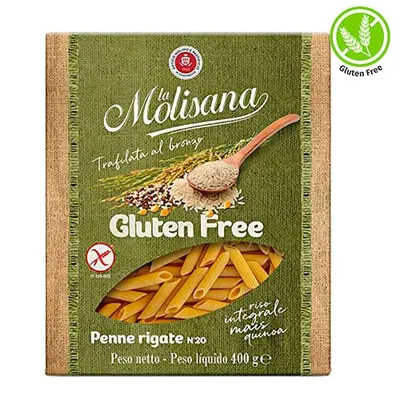 Gluten Free
la
Molisana
Trafilata al bronzo
Gluten Free
riso
integrale
mais
quinoa
Penne rigate N°20
Peso netto - Peso líquido 400 g e